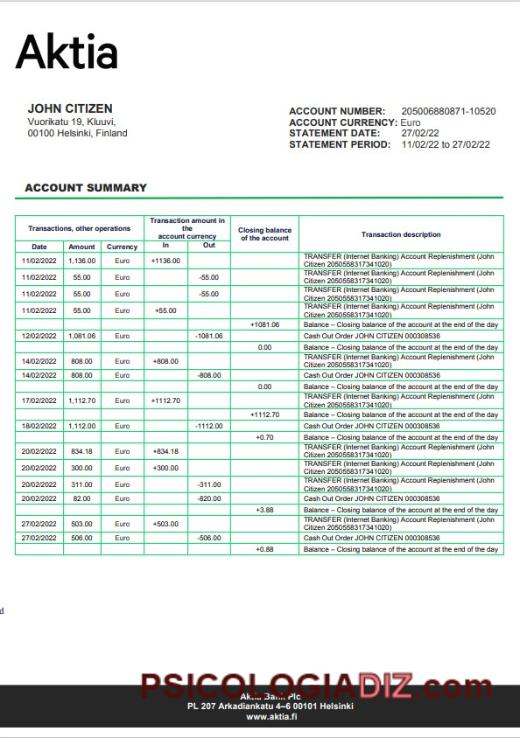 Aktia
JOHN CITIZEN
Vuorikatu 19, Kluuvi,
00100 Helsinki, Finland
ACCOUNT NUMBER: 205006880871-10520
ACCOUNT CURRENCY: Euro
STATEMENT DATE: 27/02/22
STATEMENT PERIOD: 11/02/22 to 27/02/22
ACCOUNT SUMMARY
Transactions, other operations
Transaction amount in
the
account currency
Closing balance
of the account
Transaction description
Date Amount Currency In Out
11/02/2022 1,136.00 Euro +1136.00 TRANSFER (Internet Banking) Account Replenishment (John
Citizen 2050558317341020)
11/02/2022 55.00 Euro -55.00 TRANSFER (Internet Banking) Account Replenishment (John
Citizen 2050558317341020)
11/02/2022 55.00 Euro -55.00 TRANSFER (Internet Banking) Account Replenishment (John
Citizen 2050558317341020)
11/02/2022 55.00 Euro +55.00 TRANSFER (Internet Banking) Account Replenishment (John
Citizen 2050558317341020)
+1081.06 Balance – Closing balance of the account at the end of the day
12/02/2022 1,081.06 Euro -1081.06 Cash Out Order JOHN CITIZEN 000308536
0.00 Balance – Closing balance of the account at the end of the day
14/02/2022 808.00 Euro +808.00 TRANSFER (Internet Banking) Account Replenishment (John
Citizen 2050558317341020)
14/02/2022 808.00 Euro -808.00 Cash Out Order JOHN CITIZEN 000308536
0.00 Balance – Closing balance of the account at the end of the day
17/02/2022 1,112.70 Euro +1112.70 TRANSFER (Internet Banking) Account Replenishment (John
Citizen 2050558317341020)
+1112.70 Balance – Closing balance of the account at the end of the day
18/02/2022 1,112.00 Euro -1112.00 Cash Out Order JOHN CITIZEN 000308536
+0.70 Balance – Closing balance of the account at the end of the day
20/02/2022 834.18 Euro +834.18 TRANSFER (Internet Banking) Account Replenishment (John
Citizen 2050558317341020)
20/02/2022 300.00 Euro +300.00 TRANSFER (Internet Banking) Account Replenishment (John
Citizen 2050558317341020)
20/02/2022 311.00 Euro -311.00 TRANSFER (Internet Banking) Account Replenishment (John
Citizen 2050558317341020)
20/02/2022 82.00 Euro -820.00 Cash Out Order JOHN CITIZEN 000308536
+3.88 Balance – Closing balance of the account at the end of the day
27/02/2022 503.00 Euro +503.00 TRANSFER (Internet Banking) Account Replenishment (John
Citizen 2050558317341020)
27/02/2022 506.00 Euro -506.00 Cash Out Order JOHN CITIZEN 000308536
+0.88 Balance – Closing balance of the account at the end of the day
d
PSICOLOGIADIZ.com
Aktia Bank Plc
PL 207 Arkadiankatu 4–6 00101 Helsinki
www.aktia.fi